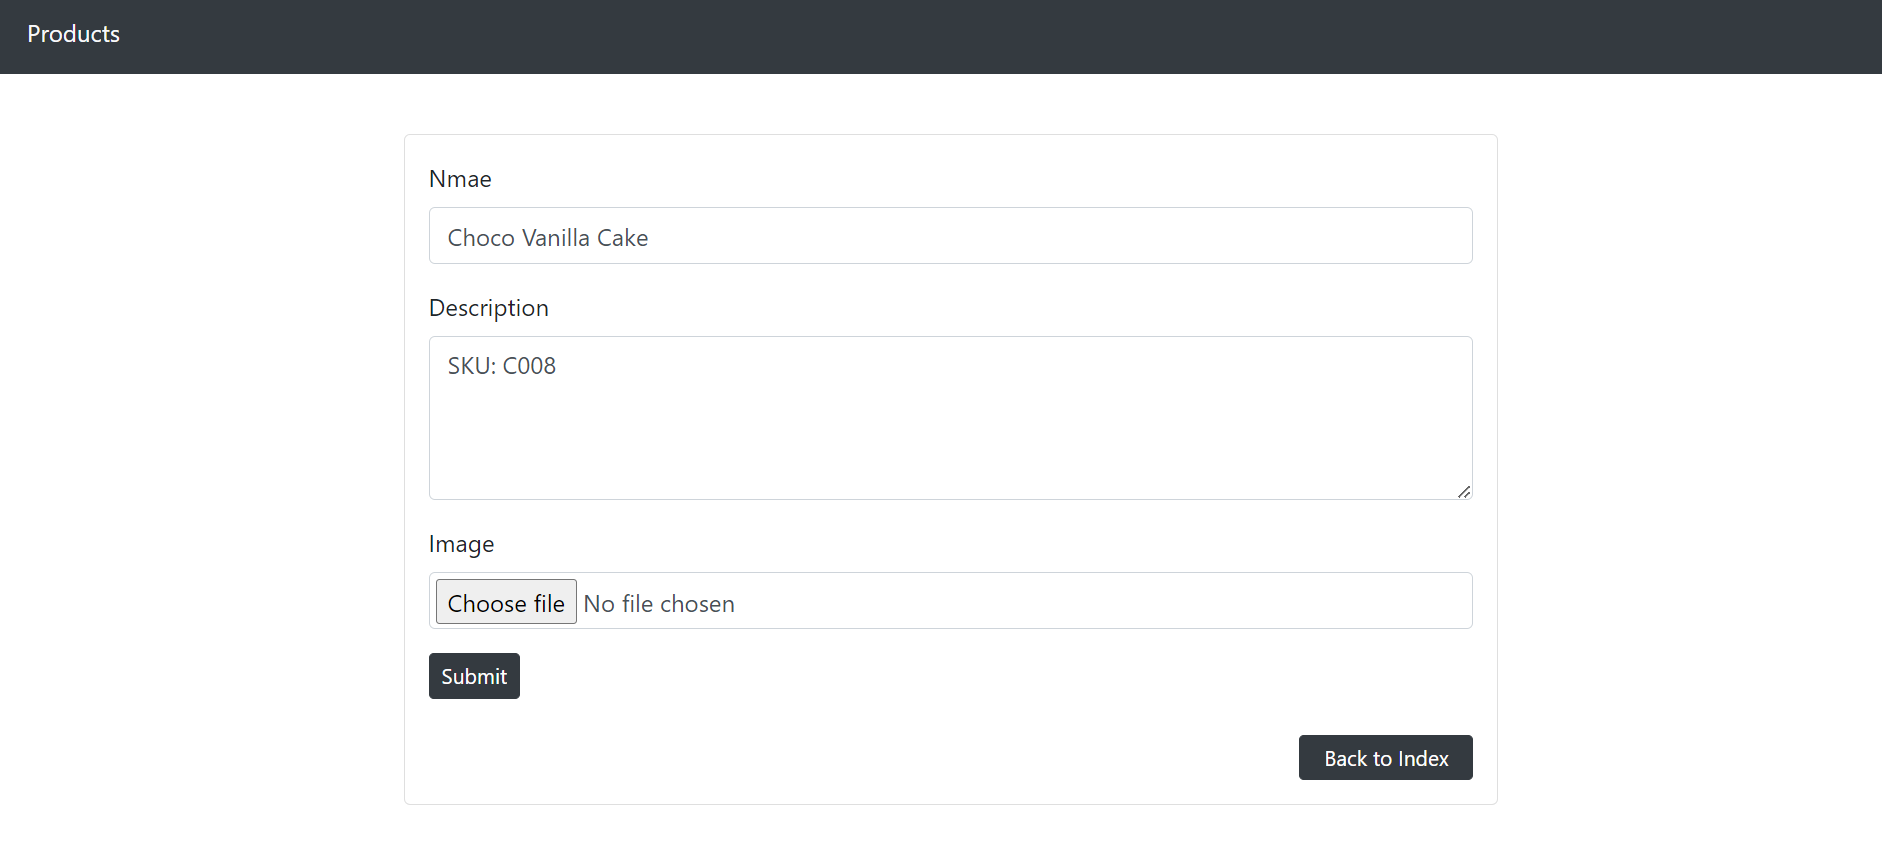 Products
Nmae
Choco Vanilla Cake
Description
SKU: C008
Image
Choose file No file chosen
Submit
Back to Index